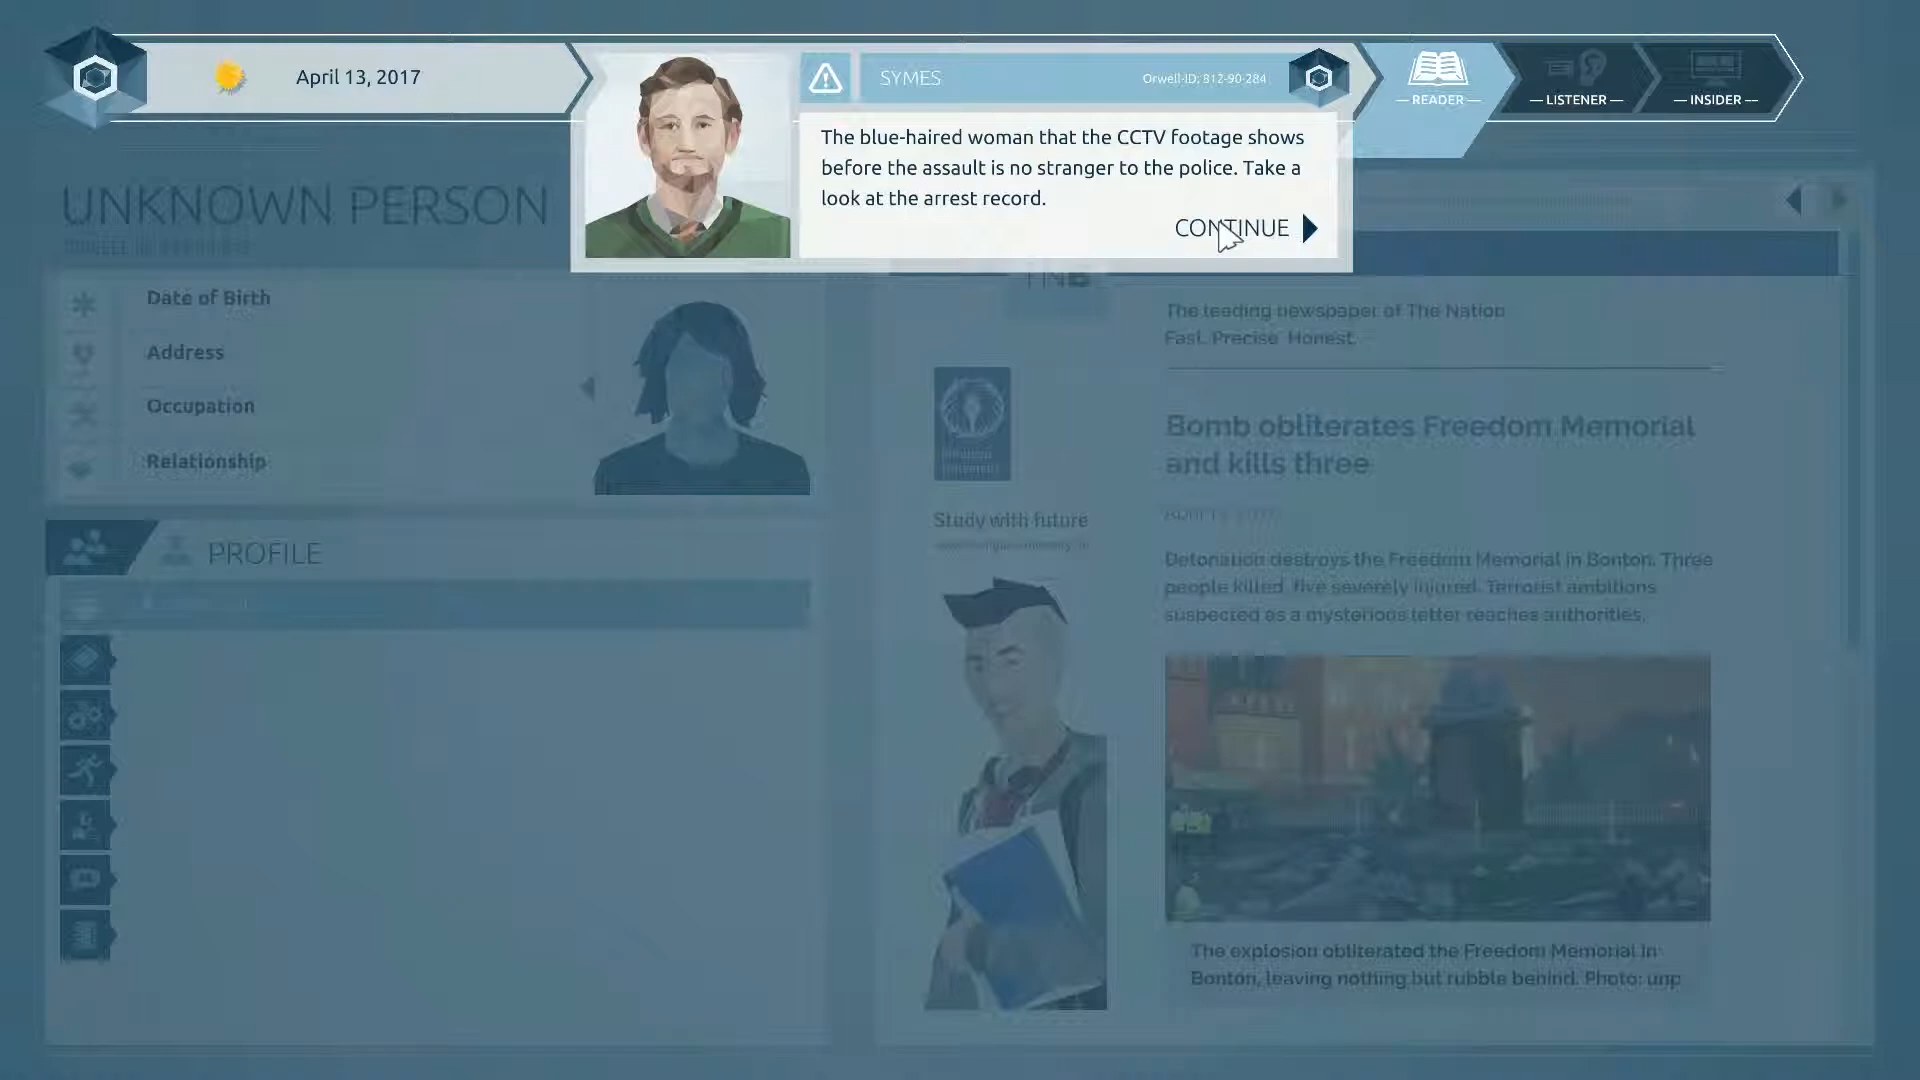 April 13, 2017
SYMES
Orwell-ID: 812-90-284
The blue-haired woman that the CCTV footage shows
before the assault is no stranger to the police. Take a
look at the arrest record.
CONTINUE
READER
LISTENER
INSIDER
UNKNOWN PERSON
Date of Birth
Address
Occupation
Relationship
PROFILE
The leading newspaper of The Nation
Fast. Precise. Honest.
Bomb obliterates Freedom Memorial
and kills three
Detonation destroys the Freedom Memorial in Bonton. Three
people killed, five severely injured. Terrorist ambitions
suspected as a mysterious letter reaches authorities.
Study with future
The explosion obliterated the Freedom Memorial in
Bonton, leaving nothing but rubble behind. Photo: unp